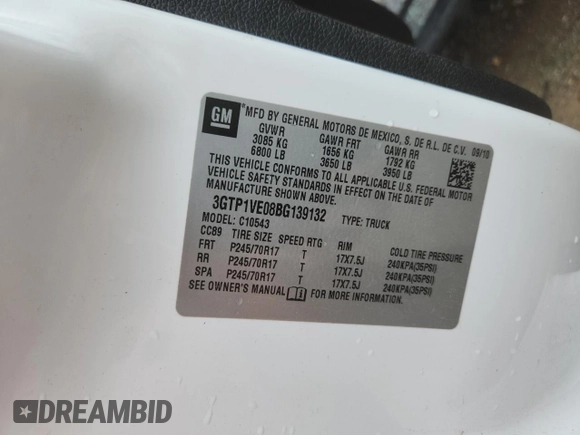 GM
®MFD BY GENERAL MOTORS DE MEXICO, S. DE R.L. DE C.V. 09/10
GVWR GAWR FRT GAWR RR
3085 KG 1656 KG 1792 KG
6800 LB 3650 LB 3950 LB
THIS VEHICLE CONFORMS TO ALL APPLICABLE U.S. FEDERAL MOTOR
VEHICLE SAFETY STANDARDS IN EFFECT ON THE DATE OF
MANUFACTURE SHOWN ABOVE.
3GTP1VE08BG139132 TYPE: TRUCK
MODEL: C10543
CC89 TIRE SIZE SPEED RTG RIM COLD TIRE PRESSURE
FRT P245/70R17 T 17X7.5J 240KPA(35PSI)
RR P245/70R17 T 17X7.5J 240KPA(35PSI)
SPA P245/70R17 T 17X7.5J 240KPA(35PSI)
SEE OWNER'S MANUAL FOR MORE INFORMATION.
DREAMBID